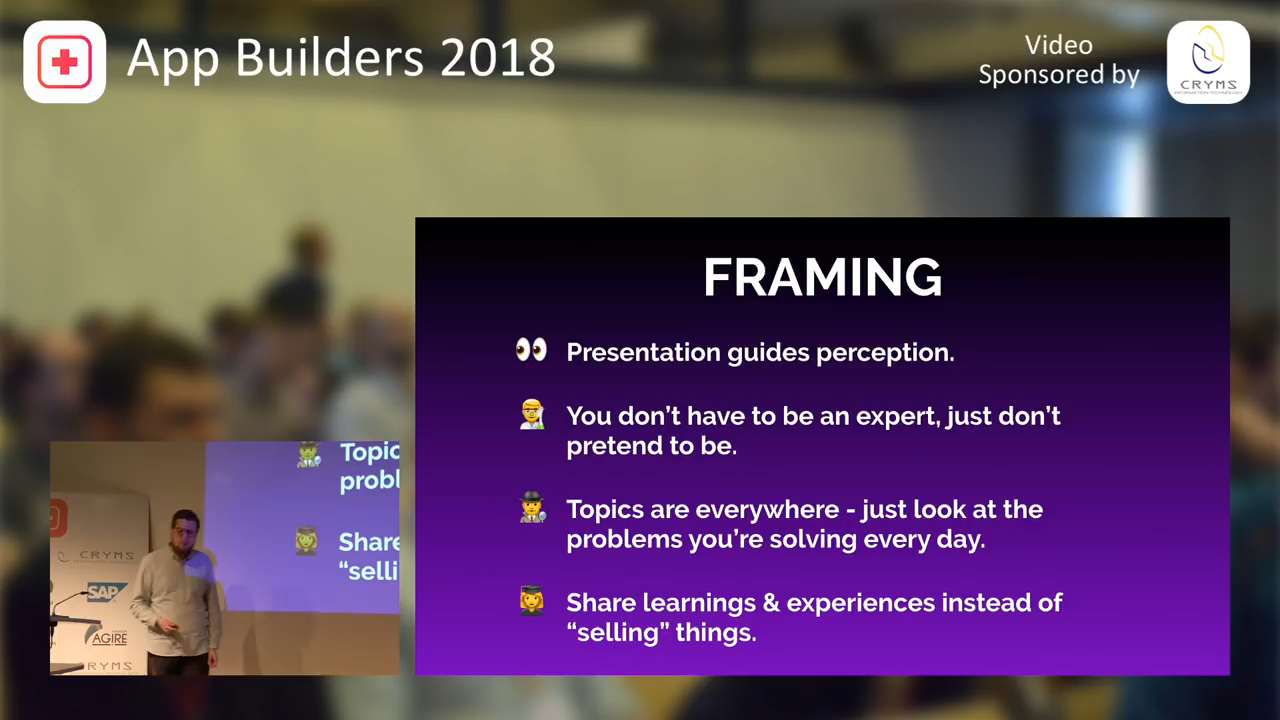 App Builders 2018
Video
Sponsored by
CRYMS
INFORMATION TECHNOLOGY
FRAMING
Presentation guides perception.
You don’t have to be an expert, just don’t
pretend to be.
Topics are everywhere - just look at the
problems you’re solving every day.
Share learnings & experiences instead of
“selling” things.
Topic
probl
Share
“selli
CRYMS
SAP
AGIRE
CRYMS